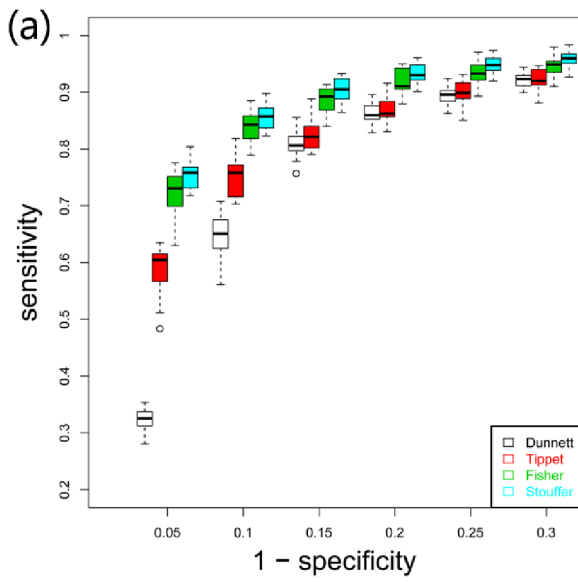 (a)
1
0.9
0.8
0.7
0.6
0.5
0.4
0.3
0.2
sensitivity
Dunnett
Tippet
Fisher
Stouffer
0.05 0.1 0.15 0.2 0.25 0.3
1 − specificity